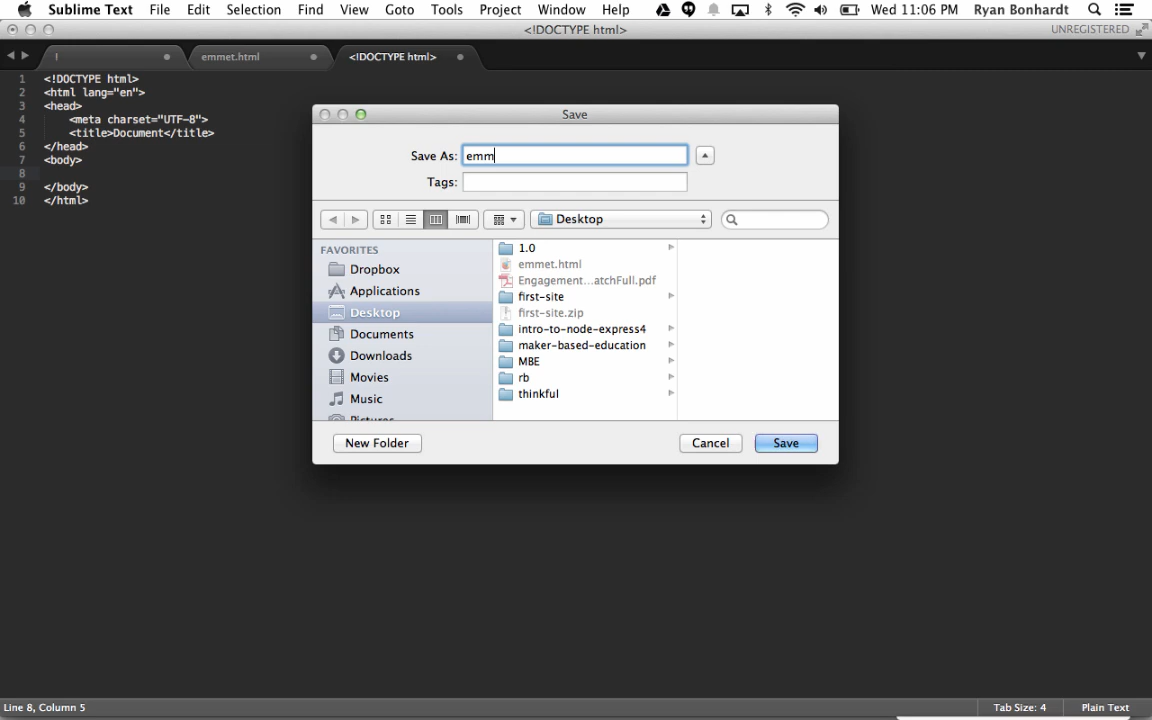 Sublime Text File Edit Selection Find View Goto Tools Project Window Help Wed 11:06 PM Ryan Bonhardt
<!DOCTYPE html>
UNREGISTERED
! emmet.html <!DOCTYPE html>
1 <!DOCTYPE html>
2 <html lang="en">
3 <head>
4 <meta charset="UTF-8">
5 <title>Document</title>
6 </head>
7 <body>
8
9 </body>
10 </html>
Save
Save As: emm
Tags:
Desktop
FAVORITES
Dropbox
Applications
Desktop
Documents
Downloads
Movies
Music
Pictures
1.0
emmet.html
Engagement...atchFull.pdf
first-site
first-site.zip
intro-to-node-express4
maker-based-education
MBE
rb
thinkful
New Folder Cancel Save
Line 8, Column 5 Tab Size: 4 Plain Text